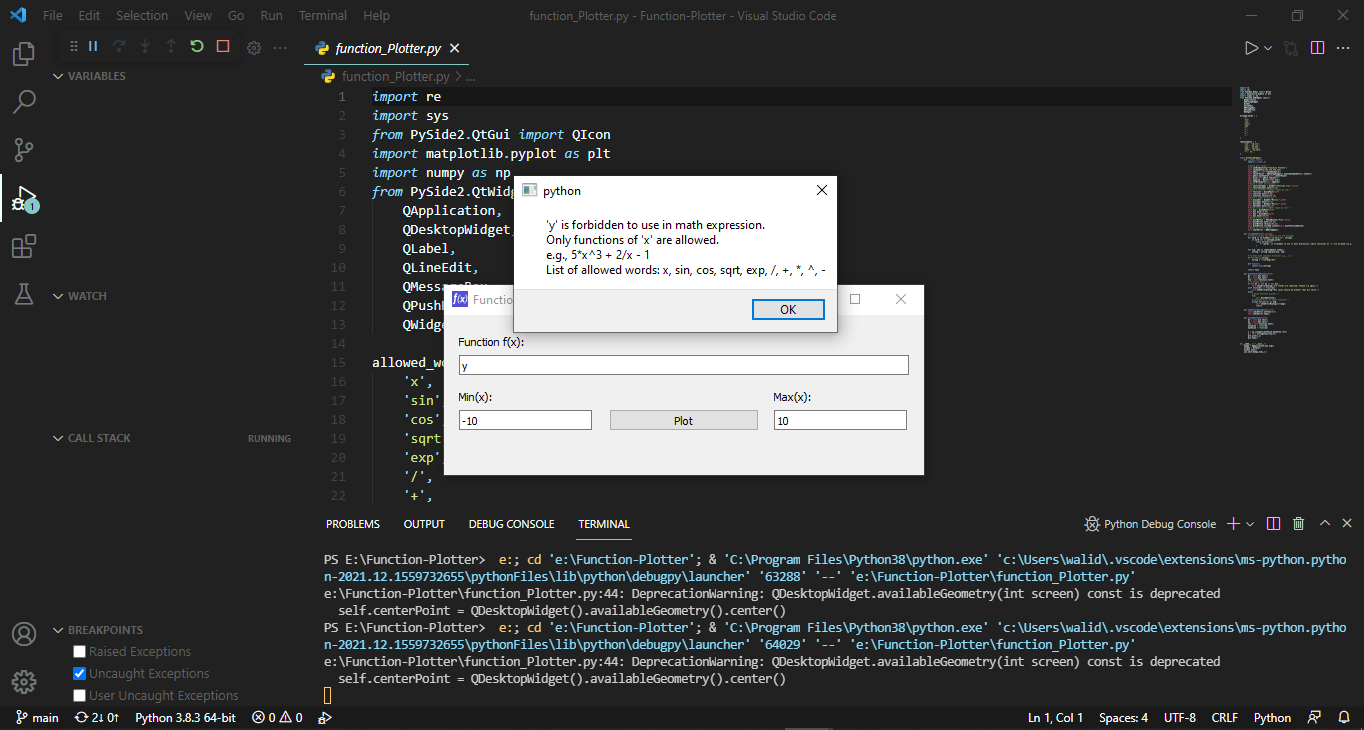 File Edit Selection View Go Run Terminal Help
function_Plotter.py - Function-Plotter - Visual Studio Code
function_Plotter.py
VARIABLES
function_Plotter.py > ...
1 import re
2 import sys
3 from PySide2.QtGui import QIcon
4 import matplotlib.pyplot as plt
5 import numpy as np
6 from PySide2.QtWidg
7 QApplication,
8 QDesktopWidget,
9 QLabel,
10 QLineEdit,
11 QMessageBox
12 QPushB
13 QWidge
14
15 allowed_wo
16 'x',
17 'sin'
18 'cos'
19 'sqrt
20 'exp'
21 '/',
22 '+',
python
'y' is forbidden to use in math expression.
Only functions of 'x' are allowed.
e.g., 5*x^3 + 2/x - 1
List of allowed words: x, sin, cos, sqrt, exp, /, +, *, ^, -
OK
f(x) Functio
Function f(x):
y
Min(x):
Max(x):
-10
Plot
10
1
WATCH
CALL STACK
RUNNING
PROBLEMS OUTPUT DEBUG CONSOLE TERMINAL
Python Debug Console
PS E:\Function-Plotter> e:; cd 'e:\Function-Plotter'; & 'C:\Program Files\Python38\python.exe' 'c:\Users\walid\.vscode\extensions\ms-python.pytho
n-2021.12.1559732655\pythonFiles\lib\python\debugpy\launcher' '63288' '--' 'e:\Function-Plotter\function_Plotter.py'
e:\Function-Plotter\function_Plotter.py:44: DeprecationWarning: QDesktopWidget.availableGeometry(int screen) const is deprecated
self.centerPoint = QDesktopWidget().availableGeometry().center()
PS E:\Function-Plotter> e:; cd 'e:\Function-Plotter'; & 'C:\Program Files\Python38\python.exe' 'c:\Users\walid\.vscode\extensions\ms-python.pytho
n-2021.12.1559732655\pythonFiles\lib\python\debugpy\launcher' '64029' '--' 'e:\Function-Plotter\function_Plotter.py'
e:\Function-Plotter\function_Plotter.py:44: DeprecationWarning: QDesktopWidget.availableGeometry(int screen) const is deprecated
self.centerPoint = QDesktopWidget().availableGeometry().center()
BREAKPOINTS
Raised Exceptions
Uncaught Exceptions
User Uncaught Exceptions
main 2↓ 0↑ Python 3.8.3 64-bit 0 0
Ln 1, Col 1 Spaces: 4 UTF-8 CRLF Python